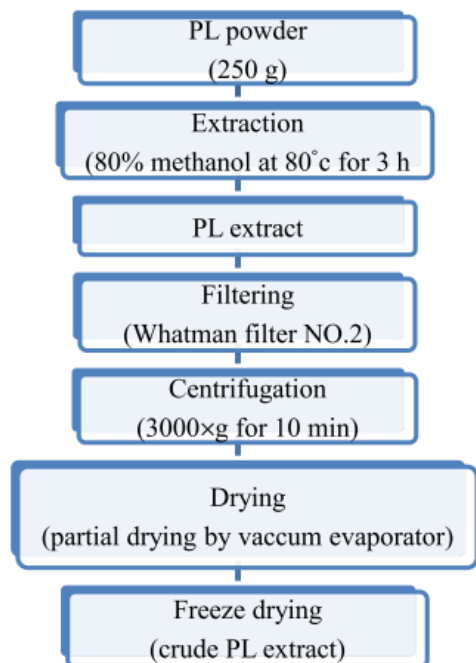 PL powder
(250 g)
Extraction
(80% methanol at 80°c for 3 h
PL extract
Filtering
(Whatman filter NO.2)
Centrifugation
(3000×g for 10 min)
Drying
(partial drying by vaccum evaporator)
Freeze drying
(crude PL extract)